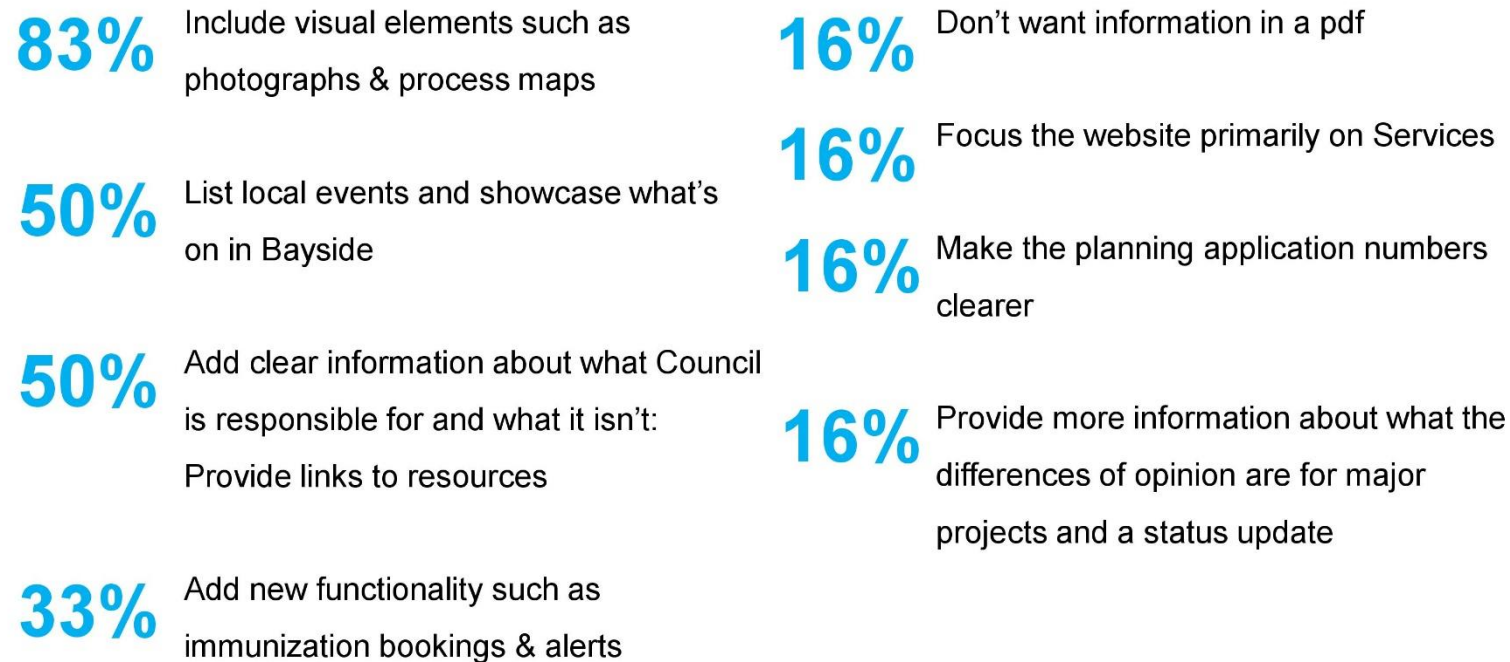 83%
Include visual elements such as
photographs & process maps
50%
List local events and showcase what's
on in Bayside
50%
Add clear information about what Council
is responsible for and what it isn't:
Provide links to resources
33%
Add new functionality such as
immunization bookings & alerts
16%
Don't want information in a pdf
16%
Focus the website primarily on Services
16%
Make the planning application numbers
clearer
16%
Provide more information about what the
differences of opinion are for major
projects and a status update